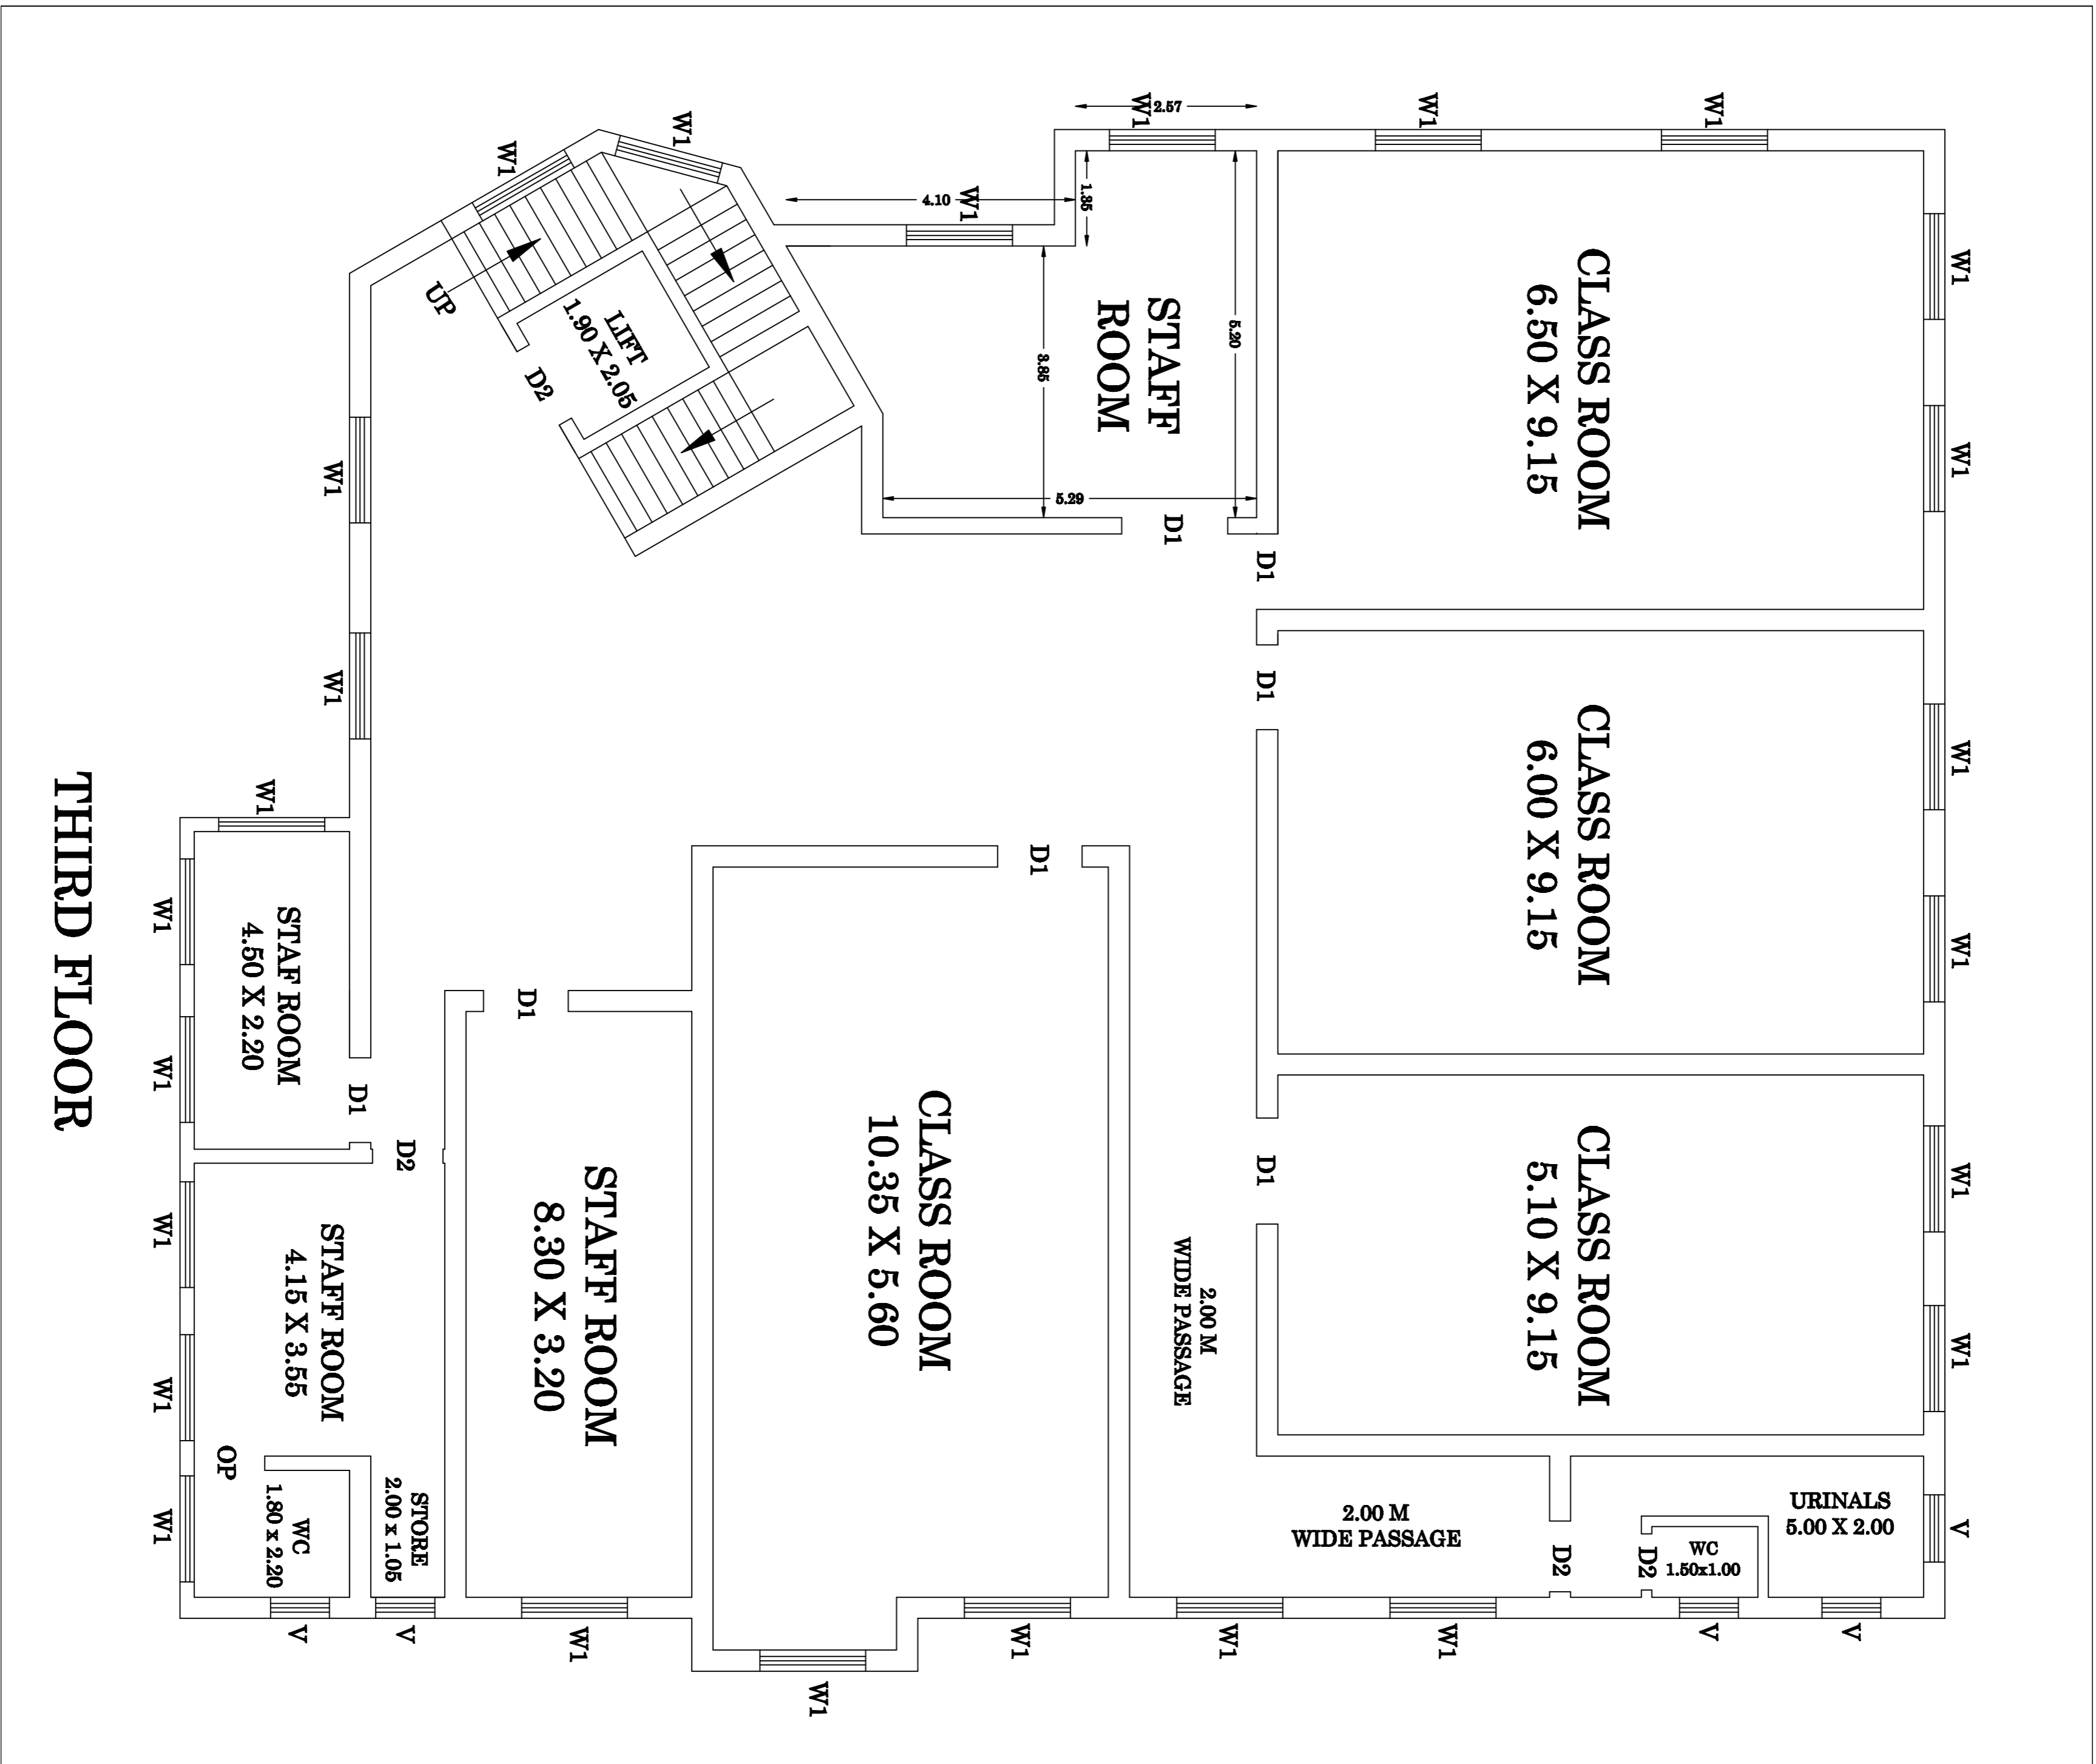 W1
W1
W1
W1
W1
W1
V
URINALS
5.00 X 2.00
V
W1
WC
1.50x1.00
V
D2
CLASS ROOM
6.50 X 9.15
CLASS ROOM
6.00 X 9.15
CLASS ROOM
5.10 X 9.15
D2
W1
2.00 M
WIDE PASSAGE
W1
D1
D1
D1
5.20
2.00 M
WIDE PASSAGE
W1
W1
2.57
STAFF
ROOM
D1
1.35
5.29
3.85
D1
W1
W1
4.10
CLASS ROOM
10.35 X 5.60
W1
W1
LIFT
1.90 X 2.05
STAFF ROOM
8.30 X 3.20
W1
W1
D2
D1
UP
STORE
2.00 x 1.05
V
D2
D1
W1
W1
STAFF ROOM
4.15 X 3.55
WC
1.80 x 2.20
V
STAF ROOM
4.50 X 2.20
W1
OP
W1
W1
W1
W1
W1
THIRD FLOOR